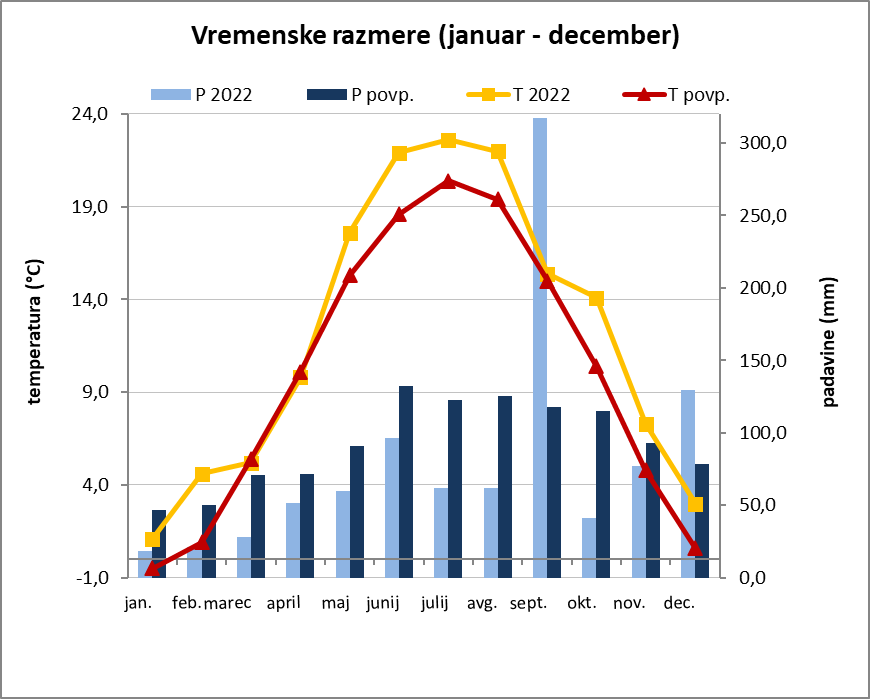 Vremenske razmere (januar - december)
P 2022 P povp. T 2022 T povp.
24,0
19,0
14,0
9,0
4,0
-1,0
temperatura (°C)
300,0
250,0
200,0
150,0
100,0
50,0
0,0
padavine (mm)
jan. feb. marec april maj junij julij avg. sept. okt. nov. dec.